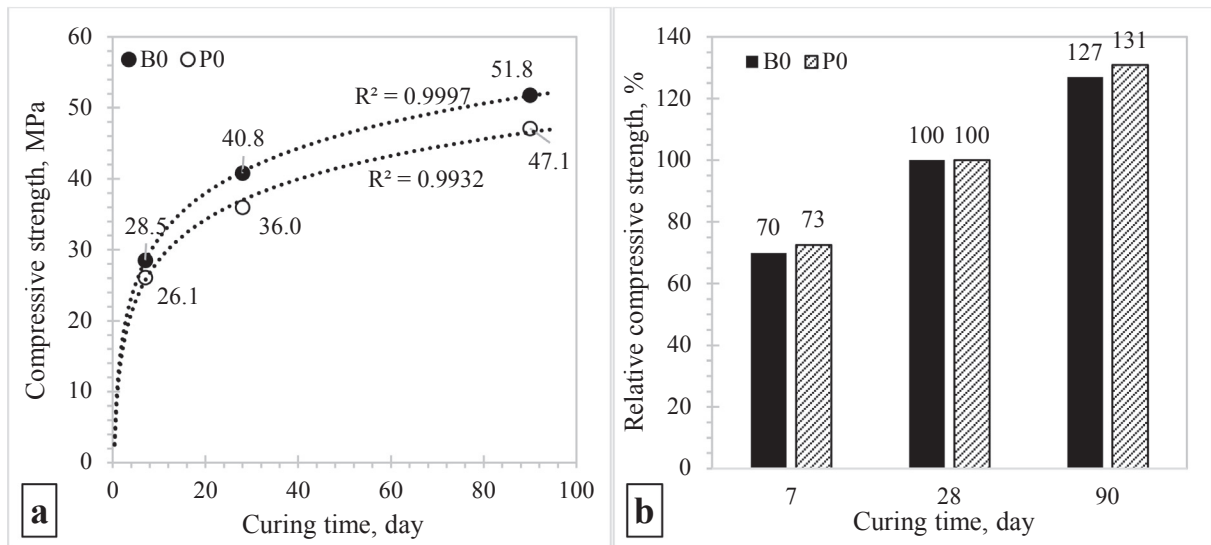 60
50
40
30
20
10
0
Compressive strength, MPa
B0 P0
51.8
R² = 0.9997
40.8
47.1
R² = 0.9932
28.5
36.0
26.1
0 20 40 60 80 100
Curing time, day
a
140
120
100
80
60
40
20
0
Relative compressive strength, %
B0 P0
127 131
100 100
70 73
7 28 90
Curing time, day
b